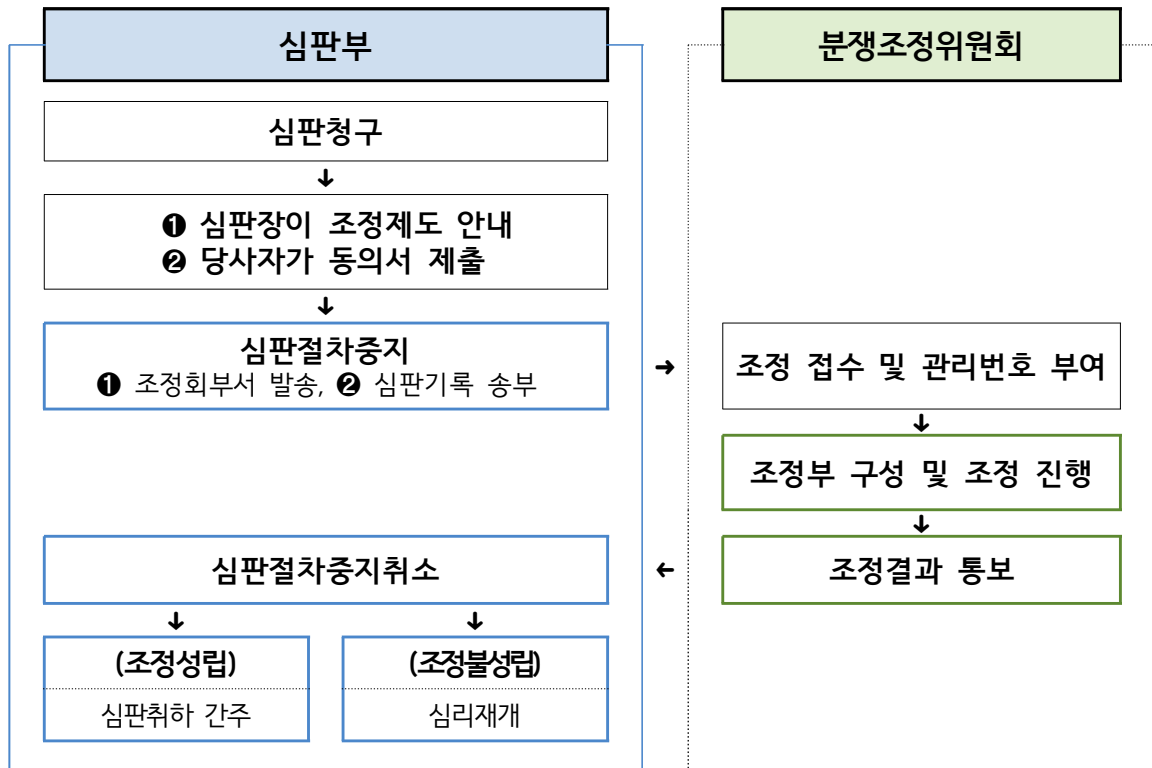 심판부
분쟁조정위원회
심판청구
↓
❶ 심판장이 조정제도 안내
❷ 당사자가 동의서 제출
↓
심판절차중지
❶ 조정회부서 발송, ❷ 심판기록 송부
→
조정 접수 및 관리번호 부여
↓
조정부 구성 및 조정 진행
↓
조정결과 통보
←
심판절차중지취소
↓ ↓
(조정성립)
심판취하 간주
(조정불성립)
심리재개